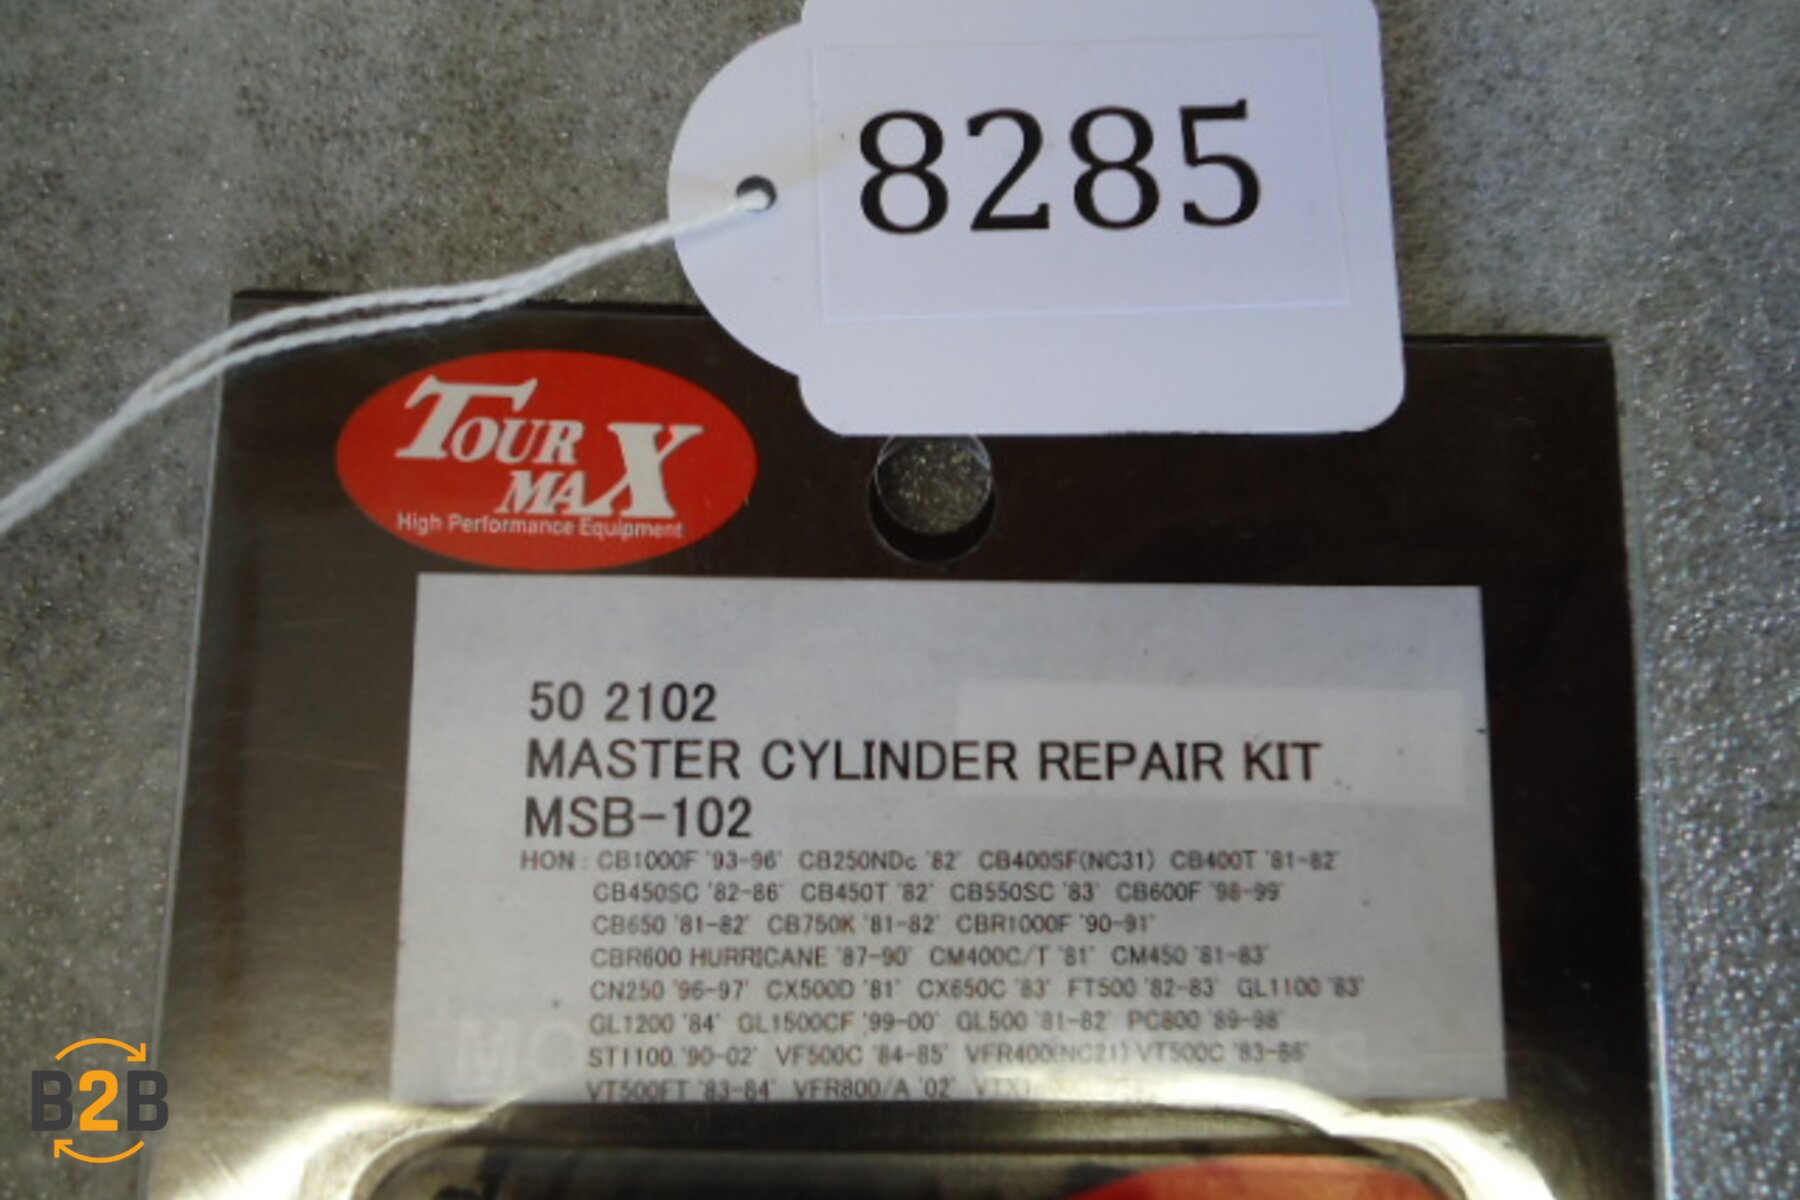 8285
TOUR
MAX
High Performance Equipment
50 2102
MASTER CYLINDER REPAIR KIT
MSB-102
HON : CB1000F '93-96' CB250NDc '82' CB400SF(NC31) CB400T '81-82'
CB450SC '82-86' CB450T '82' CB550SC '83' CB600F '98-99'
CB650 '81-82' CB750K '81-82' CBR1000F '90-91'
CBR600 HURRICANE '87-90' CM400C/T '81' CM450 '81-83'
CN250 '96-97' CX500D '81' CX650C '83' FT500 '82-83' GL1100 '83'
GL1200 '84' GL1500CF '99-00' GL500 '81-82' PC800 '89-98'
ST1100 '90-02' VF500C '84-85' VFR400(NC21) VT500C '83-86'
VT500FT '83-84' VFR800/A '02'
B2B